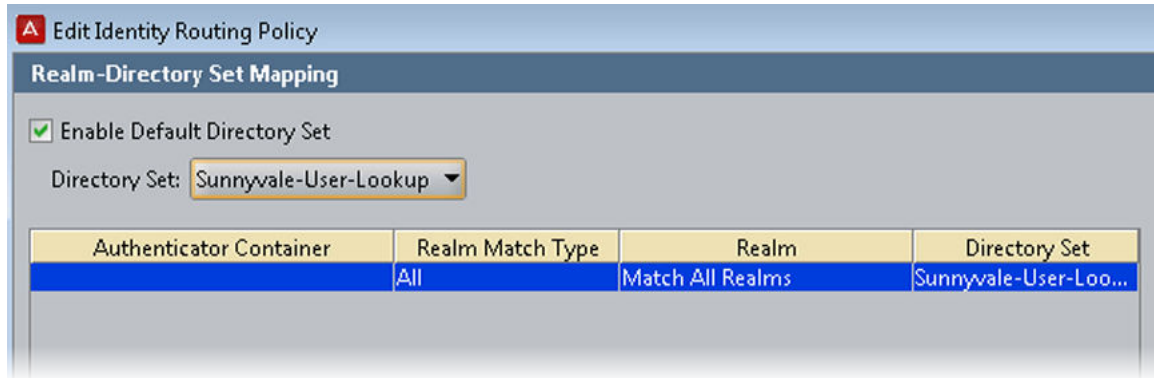 A Edit Identity Routing Policy
Realm-Directory Set Mapping
Enable Default Directory Set
Directory Set: Sunnyvale-User-Lookup
Authenticator Container Realm Match Type Realm Directory Set
All Match All Realms Sunnyvale-User-Loo...